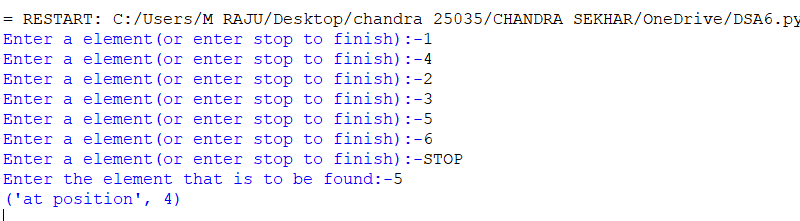 = RESTART: C:/Users/M RAJU/Desktop/chandra 25035/CHANDRA SEKHAR/OneDrive/DSA6.py
Enter a element(or enter stop to finish):-1
Enter a element(or enter stop to finish):-4
Enter a element(or enter stop to finish):-2
Enter a element(or enter stop to finish):-3
Enter a element(or enter stop to finish):-5
Enter a element(or enter stop to finish):-6
Enter a element(or enter stop to finish):-STOP
Enter the element that is to be found:-5
('at position', 4)